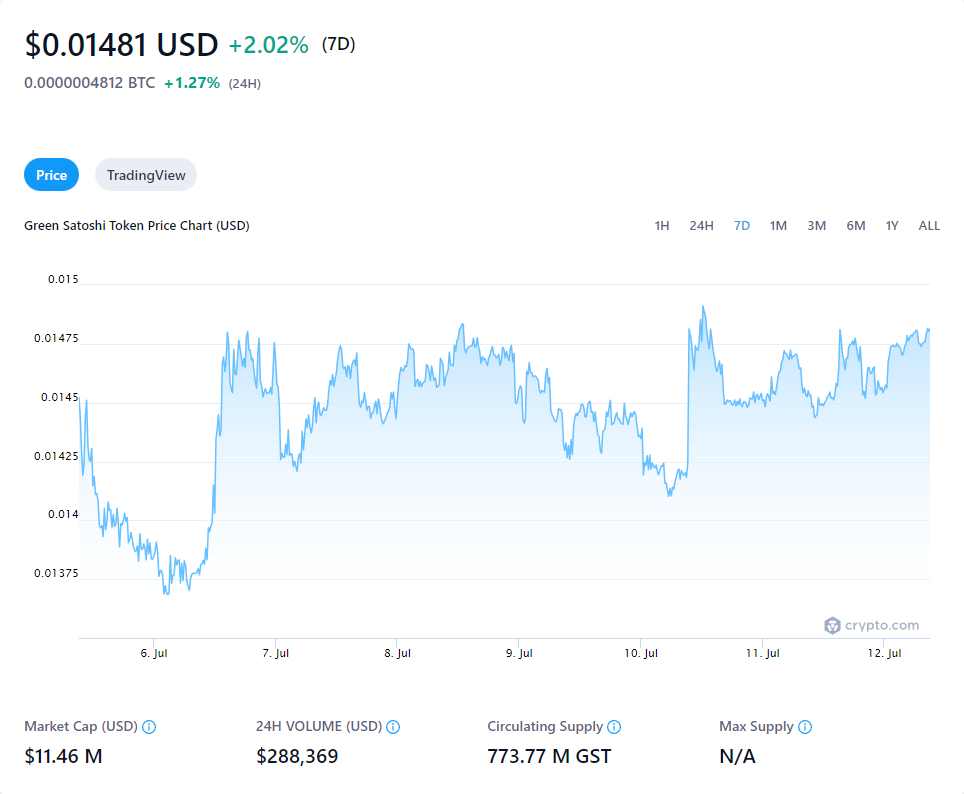 $0.01481 USD +2.02% (7D)
0.0000004812 BTC +1.27% (24H)
Price TradingView
Green Satoshi Token Price Chart (USD) 1H 24H 7D 1M 3M 6M 1Y ALL
0.015
0.01475
0.0145
0.01425
0.014
0.01375
crypto.com
6. Jul 7. Jul 8. Jul 9. Jul 10. Jul 11. Jul 12. Jul
Market Cap (USD) 24H VOLUME (USD) Circulating Supply Max Supply
$11.46 M $288,369 773.77 M GST N/A